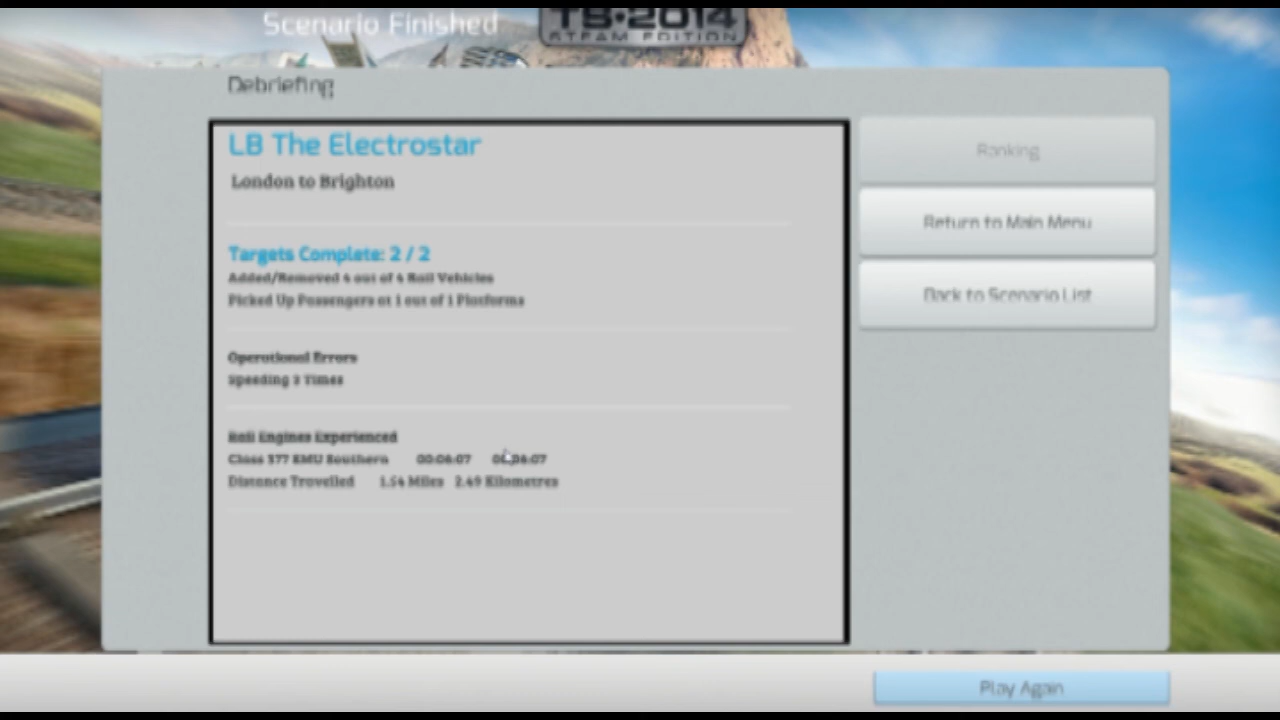 Scenario Finished
TS·2014
STEAM EDITION
Debriefing
LB The Electrostar
London to Brighton
Targets Complete: 2 / 2
Added/Removed 4 out of 4 Rail Vehicles
Picked Up Passengers at 1 out of 1 Platforms
Operational Errors
Speeding 3 Times
Rail Engines Experienced
Class 377 EMU Southern 00:06:07
Distance Travelled 1.54 Miles 2.49 Kilometres
Ranking
Return to Main Menu
Back to Scenario List
Play Again